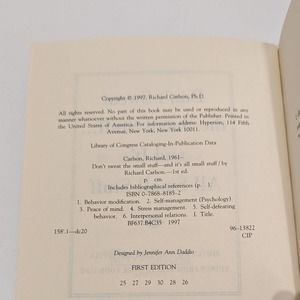 Copyright © 1997, Richard Carlson, Ph.D.
All rights reserved. No part of this book may be used or reproduced in any
manner whatsoever without the written permission of the Publisher. Printed in
the United States of America. For information address: Hyperion, 114 Fifth
Avenue, New York, New York 10011.
Library of Congress Cataloging-In-Publication Data
Carlson, Richard, 1961–
Don't sweat the small stuff—and it's all small stuff / by
Richard Carlson.—1st ed.
p. cm.
Includes bibliographical references (p. ).
ISBN 0-7868-8185-2
1. Behavior modification. 2. Self-management (Psychology)
3. Peace of mind. 4. Stress management. 5. Self-defeating
behavior. 6. Interpersonal relations. I. Title.
BF637.B4C35 1997
158'.1—dc20 96-13822
CIP
Designed by Jennifer Ann Daddio
FIRST EDITION
25 27 29 30 28 26